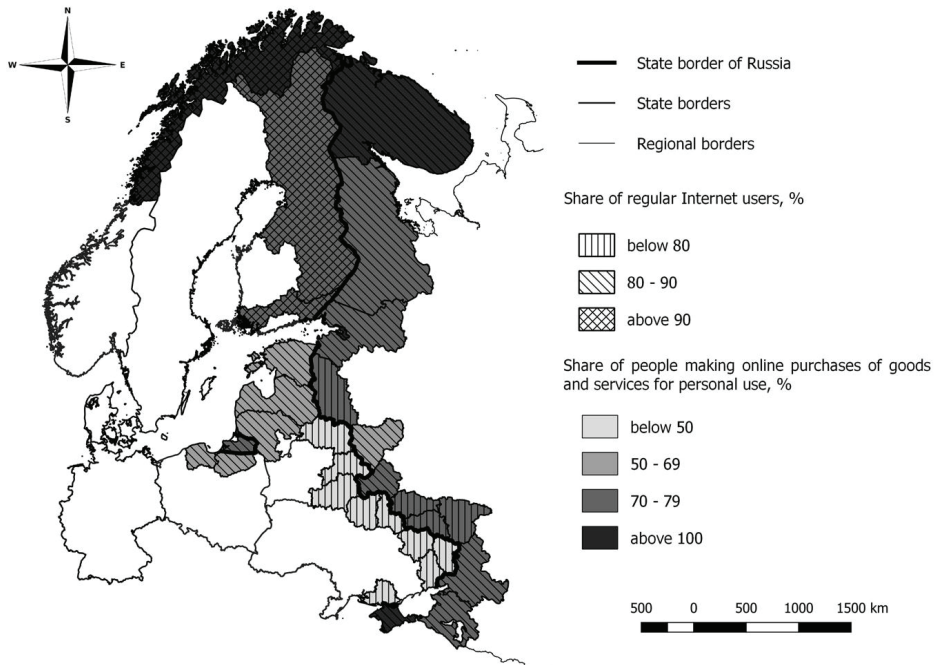 N
W
E
S
State border of Russia
State borders
Regional borders
Share of regular Internet users, %
below 80
80 - 90
above 90
Share of people making online purchases of goods
and services for personal use, %
below 50
50 - 69
70 - 79
above 100
500 0 500 1000 1500 km